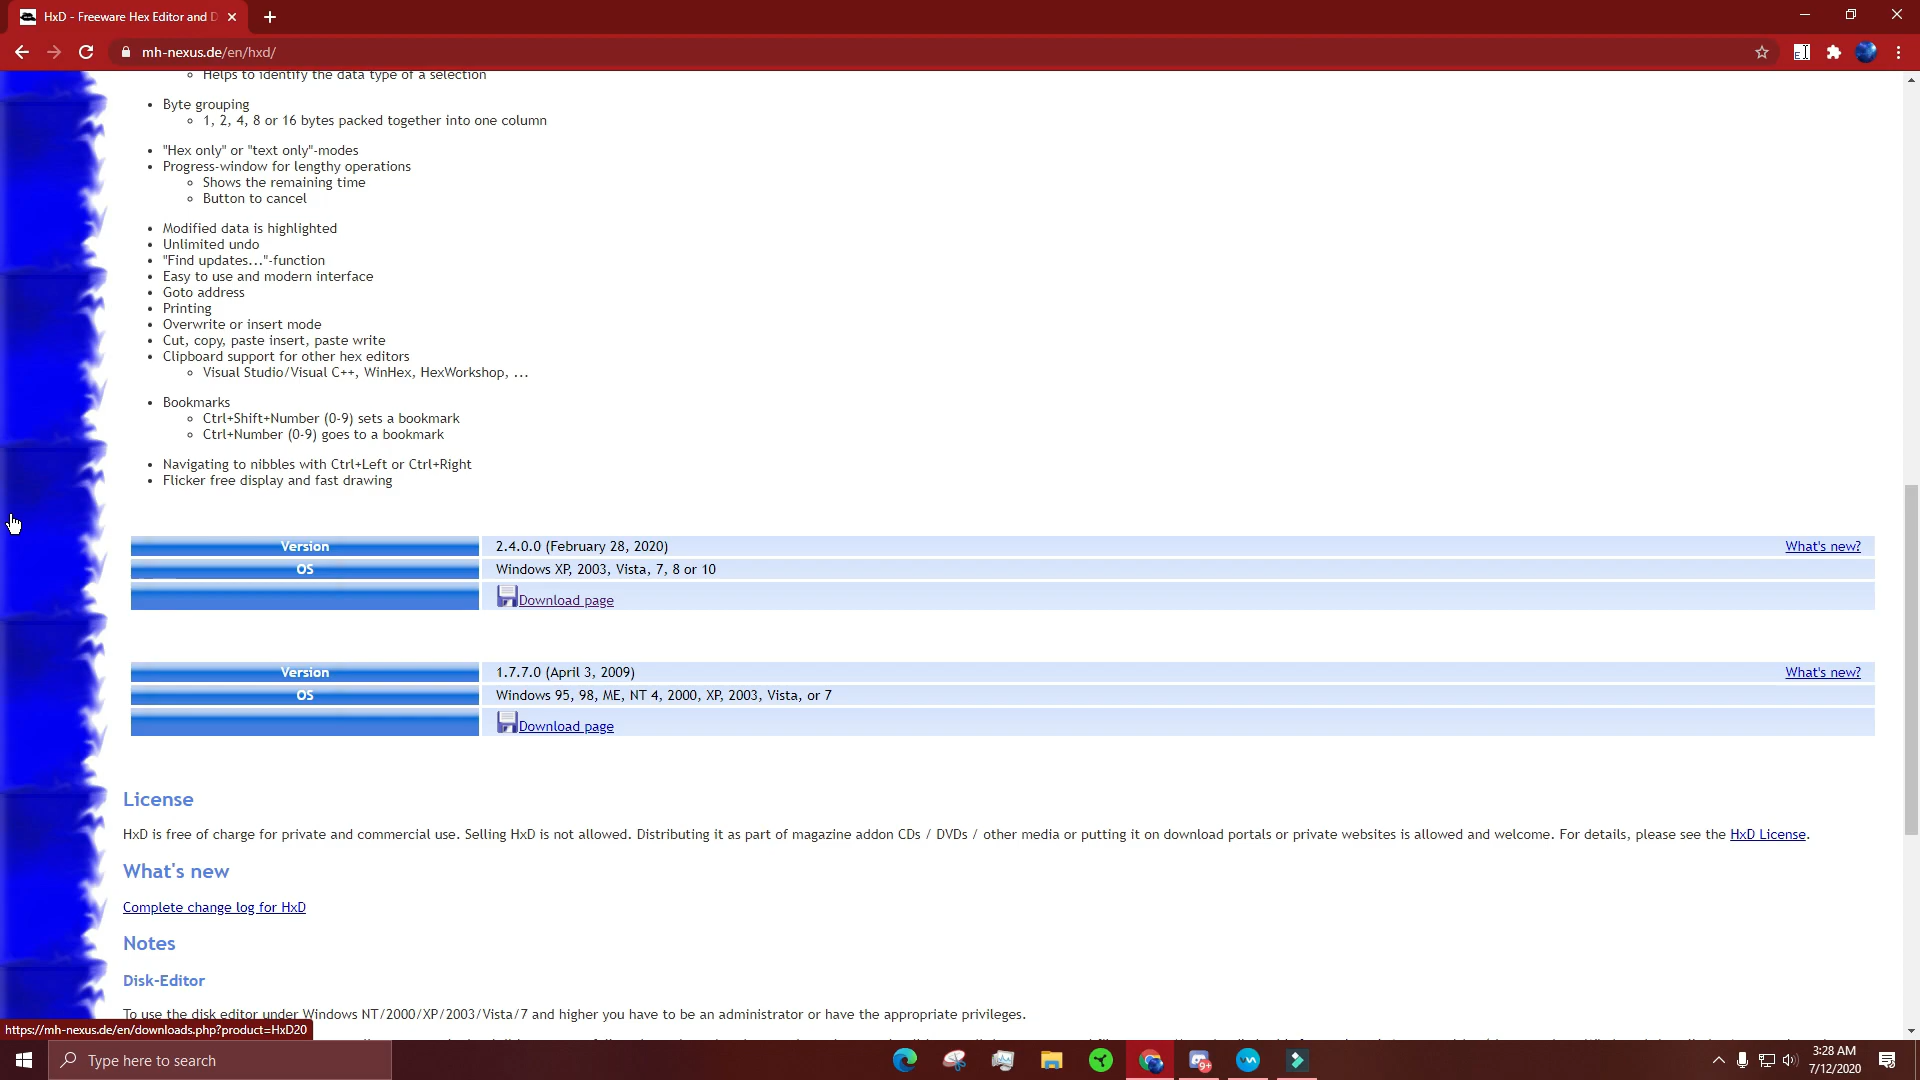 HxD - Freeware Hex Editor and D
mh-nexus.de/en/hxd/
Helps to identify the data type of a selection
Byte grouping
1, 2, 4, 8 or 16 bytes packed together into one column
"Hex only" or "text only"-modes
Progress-window for lengthy operations
Shows the remaining time
Button to cancel
Modified data is highlighted
Unlimited undo
"Find updates..."-function
Easy to use and modern interface
Goto address
Printing
Overwrite or insert mode
Cut, copy, paste insert, paste write
Clipboard support for other hex editors
Visual Studio/Visual C++, WinHex, HexWorkshop, ...
Bookmarks
Ctrl+Shift+Number (0-9) sets a bookmark
Ctrl+Number (0-9) goes to a bookmark
Navigating to nibbles with Ctrl+Left or Ctrl+Right
Flicker free display and fast drawing
Version 2.4.0.0 (February 28, 2020) What's new?
OS Windows XP, 2003, Vista, 7, 8 or 10
Download page
Version 1.7.7.0 (April 3, 2009) What's new?
OS Windows 95, 98, ME, NT 4, 2000, XP, 2003, Vista, or 7
Download page
License
HxD is free of charge for private and commercial use. Selling HxD is not allowed. Distributing it as part of magazine addon CDs / DVDs / other media or putting it on download portals or private websites is allowed and welcome. For details, please see the HxD License.
What's new
Complete change log for HxD
Notes
Disk-Editor
To use the disk editor under Windows NT/2000/XP/2003/Vista/7 and higher you have to be an administrator or have the appropriate privileges.
https://mh-nexus.de/en/downloads.php?product=HxD20
Type here to search
9+
3:28 AM
7/12/2020